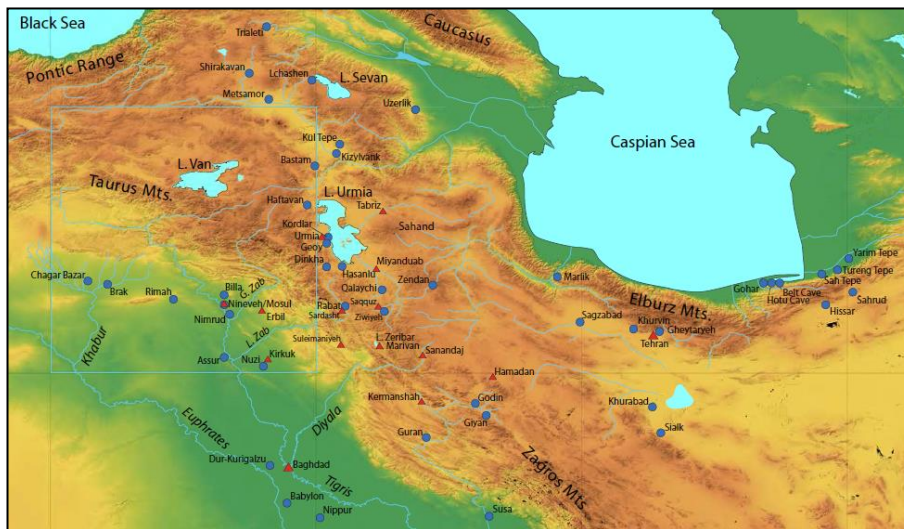 Black Sea
Caucasus
Trialeti
Pontic Range
Shirakavan
Lchashen
L. Sevan
Metsamor
Uzerlik
Caspian Sea
Kül Tepe
Kizylvank
Bastam
L. Van
Taurus Mts.
L. Urmia
Haftavan
Tabriz
Sahand
Kordlar
Urmia
Geoy
Dinkha
Hasanlu
Miyanduab
Qalaychi
Zendan
Marlik
Yarim Tepe
Tureng Tepe
Sah Tepe
Gohar
Belt Cave
Hotu Cave
Sahrud
Hissar
Chagar Bazar
Brak
Rimah
Billa
G. Zab
Nineveh/Mosul
Erbil
Nimrud
Rabat
Saqquz
Sardasht
Ziwiyeh
Elburz Mts.
Sagzabad
Khurvin
Gheytaryeh
Tehran
L. Zab
Suleimaniyeh
L. Zeribar
Marivan
Sanandaj
Khabur
Assur
Nuzi
Kirkuk
Hamadan
Kermanshah
Godin
Giyan
Khurabad
Sialk
Diyala
Guran
Euphrates
Zagros Mts
Dur-Kurigalzu
Baghdad
Tigris
Babylon
Nippur
Susa